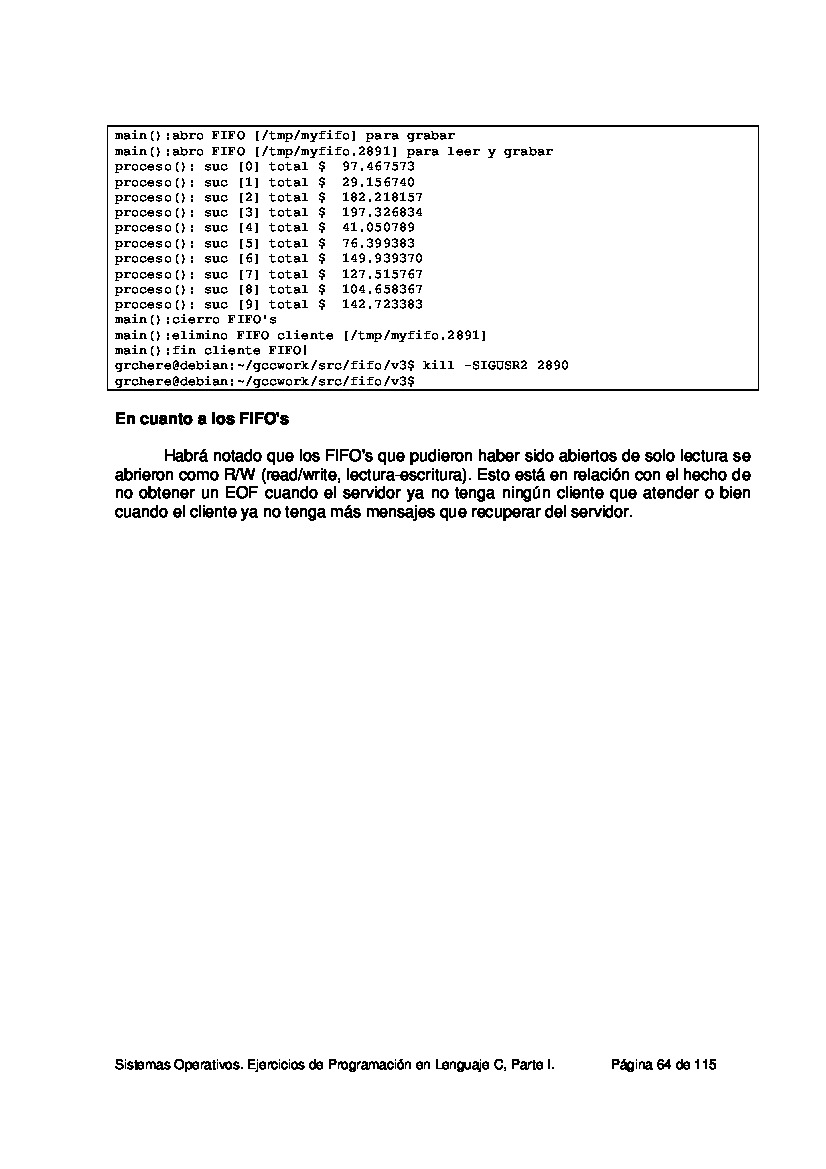 main():abro FIFO [/tmp/myfifo] para grabar
main():abro FIFO [/tmp/myfifo.2891] para leer y grabar
proceso(): suc [0] total $  97.467573
proceso(): suc [1] total $  29.156740
proceso(): suc [2] total $  182.218157
proceso(): suc [3] total $  197.326834
proceso(): suc [4] total $  41.050789
proceso(): suc [5] total $  76.399383
proceso(): suc [6] total $  149.939370
proceso(): suc [7] total $  127.515767
proceso(): suc [8] total $  104.658367
proceso(): suc [9] total $  142.723383
main():cierro FIFO's
main():elimino FIFO cliente [/tmp/myfifo.2891]
main():fin cliente FIFO!
grchere@debian:~/gccwork/src/fifo/v3$ kill -SIGUSR2 2890
grchere@debian:~/gccwork/src/fifo/v3$
En cuanto a los FIFO's
Habrá notado que los FIFO's que pudieron haber sido abiertos de solo lectura se
abrieron como R/W (read/write, lectura-escritura). Esto está en relación con el hecho de
no obtener un EOF cuando el servidor ya no tenga ningún cliente que atender o bien
cuando el cliente ya no tenga más mensajes que recuperar del servidor.
Sistemas Operativos. Ejercicios de Programación en Lenguaje C, Parte I. Página 64 de 115